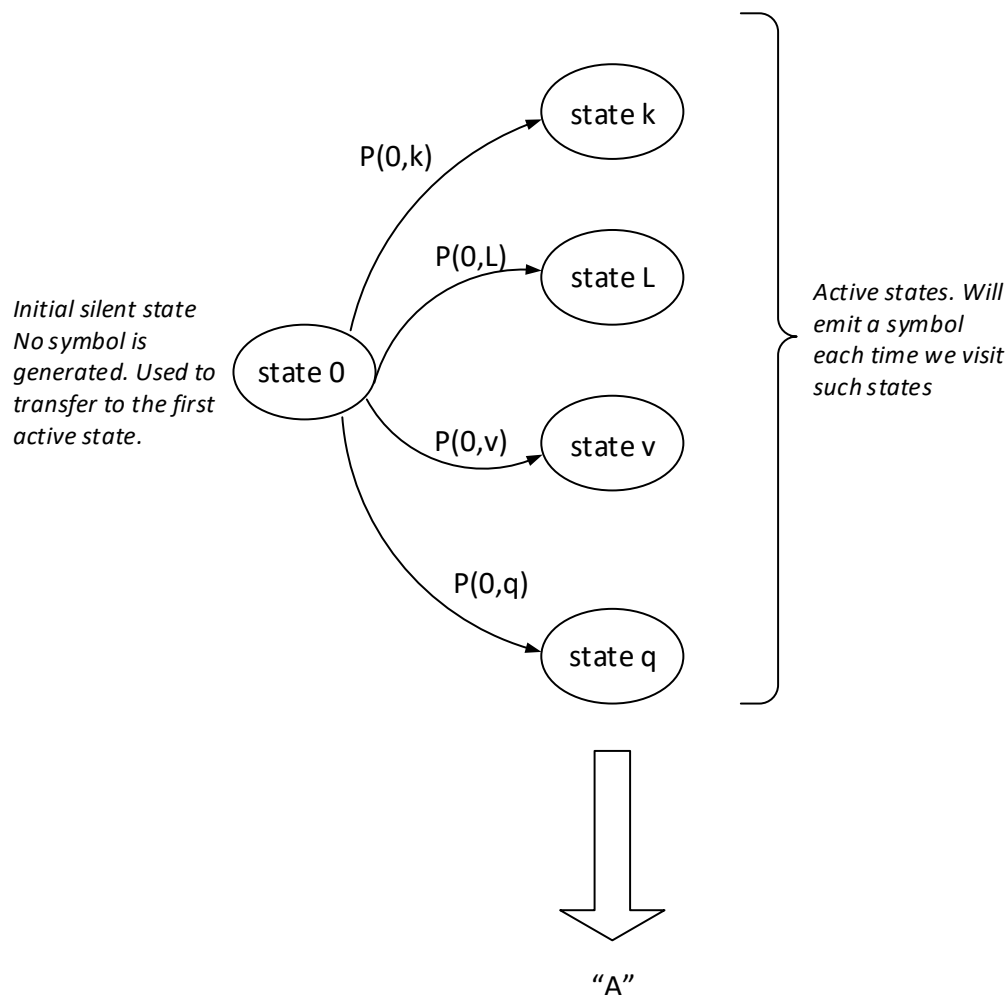 state k
P(0,k)
P(0,L)
state L
Initial silent state
No symbol is
generated. Used to
transfer to the first
active state.
state 0
Active states. Will
emit a symbol
each time we visit
such states
P(0,v)
state v
P(0,q)
state q
“A”